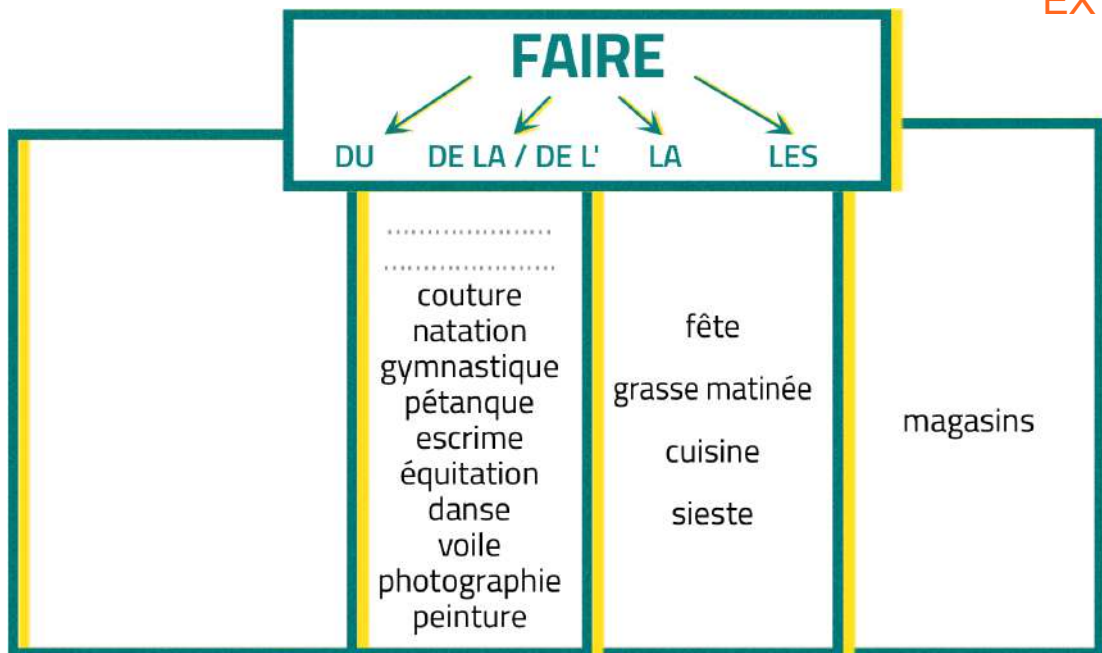 EX
FAIRE
DU DE LA / DE L' LA LES
.....................
.......................
couture
natation
gymnastique
pétanque
escrime
équitation
danse
voile
photographie
peinture
fête
grasse matinée
cuisine
sieste
magasins